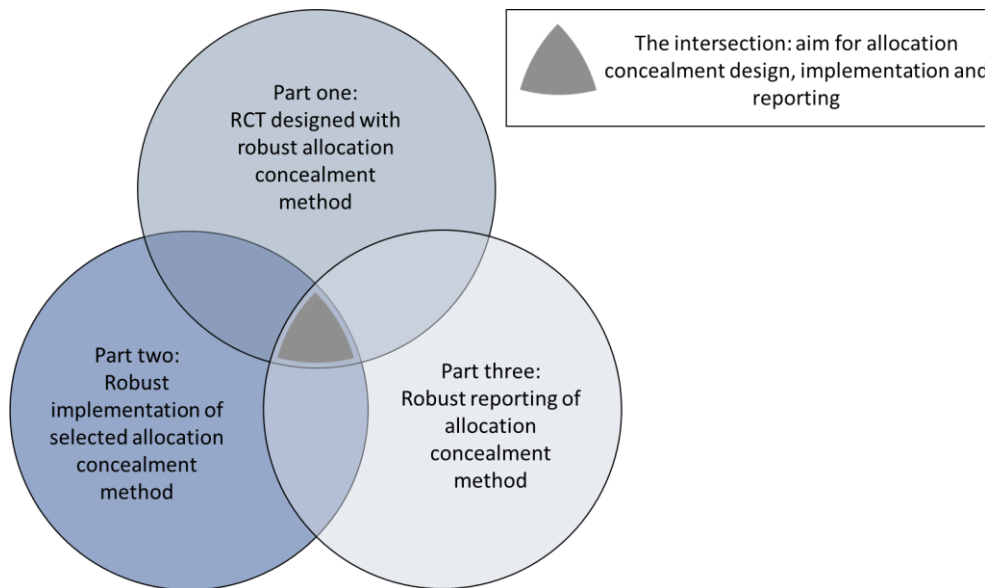 Part one:
RCT designed with
robust allocation
concealment
method
The intersection: aim for allocation
concealment design, implementation and
reporting
Part two:
Robust
implementation of
selected allocation
concealment
method
Part three:
Robust reporting of
allocation
concealment
method